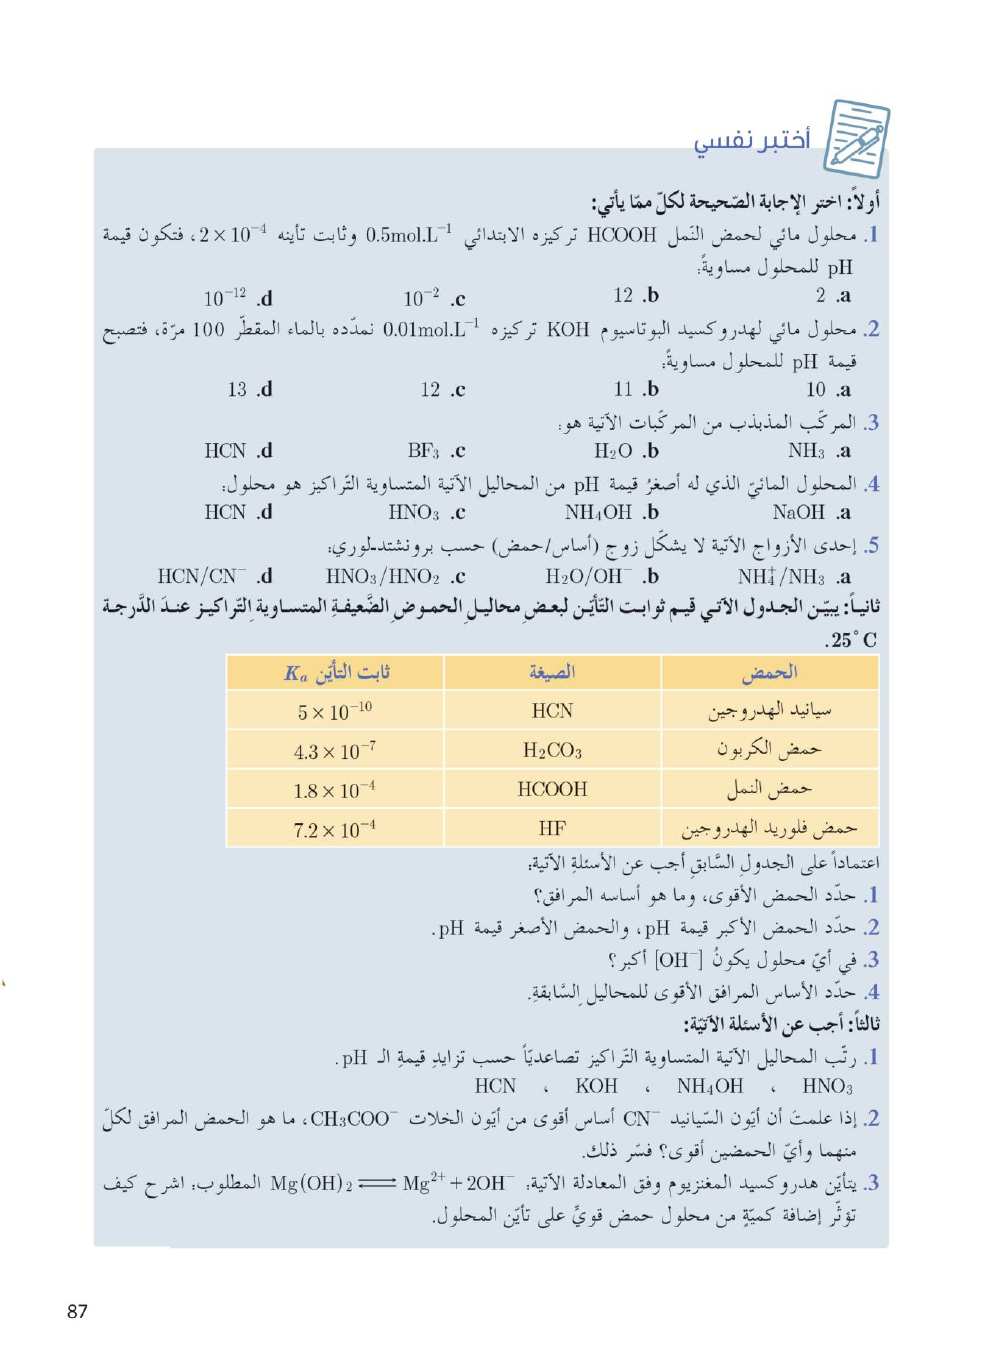 أختبر نفسي
أولاً: اختر الإجابة الصّحيحة لكلّ ممّا يأتي:
1. محلول مائي لحمض النّمل HCOOH تركيزه الابتدائي 0.5mol.L⁻¹ وثابت تأينه 2 × 10⁻⁴، فتكون قيمة
pH للمحلول مساويةً:
a. 2 b. 12 c. 10⁻² d. 10⁻¹²
2. محلول مائي لهدروكسيد البوتاسيوم KOH تركيزه 0.01mol.L⁻¹ نمدّده بالماء المقطّر 100 مرّة، فتصبح
قيمة pH للمحلول مساويةً:
a. 10 b. 11 c. 12 d. 13
3. المركّب المذبذب من المركّبات الآتية هو:
a. NH₃ b. H₂O c. BF₃ d. HCN
4. المحلول المائيّ الذي له أصغرُ قيمة pH من المحاليل الآتية المتساوية التّراكيز هو محلول:
a. NaOH b. NH₄OH c. HNO₃ d. HCN
5. إحدى الأزواج الآتية لا يشكّل زوج (أساس/حمض) حسب برونشتد-لوري:
a. NH₄⁺/NH₃ b. H₂O/OH⁻ c. HNO₃/HNO₂ d. HCN/CN⁻
ثانياً: يبيّن الجدول الآتي قيم ثوابت التّأيّن لبعضِ محاليلِ الحموضِ الضَّعيفةِ المتساويةِ التّراكيز عندَ الدَّرجة
25°C.
الحمض الصيغة ثابت التأيّن Kₐ
سيانيد الهدروجين HCN 5 × 10⁻¹⁰
حمض الكربون H₂CO₃ 4.3 × 10⁻⁷
حمض النمل HCOOH 1.8 × 10⁻⁴
حمض فلوريد الهدروجين HF 7.2 × 10⁻⁴
اعتماداً على الجدولِ السَّابقِ أجب عن الأسئلةِ الآتية:
1. حدّد الحمض الأقوى، وما هو أساسه المرافق؟
2. حدّد الحمض الأكبر قيمة pH، والحمض الأصغر قيمة pH.
3. في أيّ محلول يكونُ [OH⁻] أكبر؟
4. حدّد الأساس المرافق الأقوى للمحاليل السَّابقةِ.
ثالثاً: أجب عن الأسئلة الآتيّة:
1. رتّب المحاليل الآتية المتساوية التّراكيز تصاعديّاً حسب تزايدِ قيمةِ الـ pH.
HNO₃ ، NH₄OH ، KOH ، HCN
2. إذا علمتَ أن أيّون السّيانيد CN⁻ أساس أقوى من أيّون الخلات CH₃COO⁻، ما هو الحمض المرافق لكلّ
منهما وأيّ الحمضين أقوى؟ فسّر ذلك.
3. يتأيّن هدروكسيد المغنزيوم وفق المعادلة الآتية: Mg(OH)₂ ⇌ Mg²⁺ + 2OH⁻ المطلوب: اشرح كيف
تؤثّر إضافة كميّةٍ من محلول حمض قويٍّ على تأيّن المحلول.
87